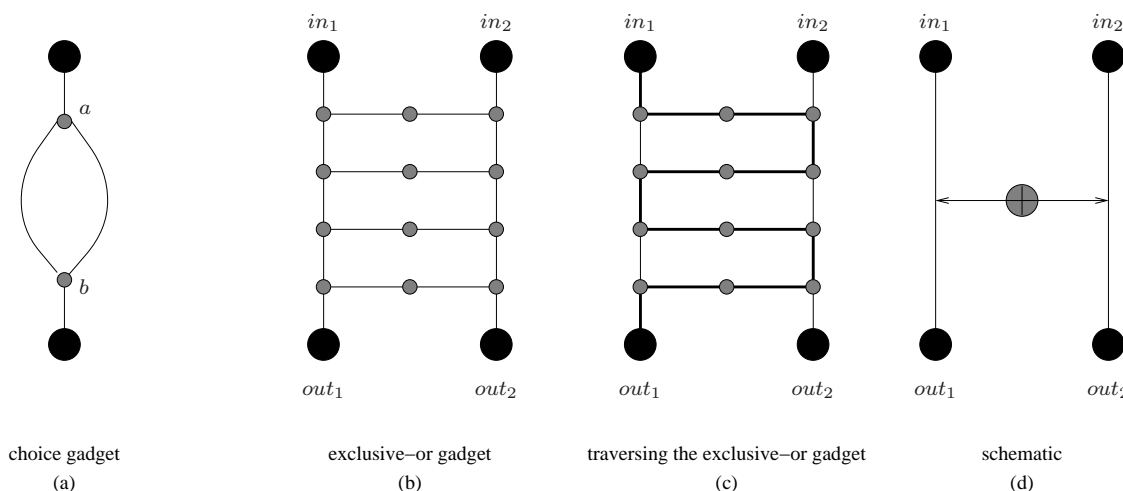 in₁ in₂ in₁ in₂ in₁ in₂
a
b
out₁ out₂ out₁ out₂ out₁ out₂
choice gadget exclusive–or gadget traversing the exclusive–or gadget schematic
(a) (b) (c) (d)